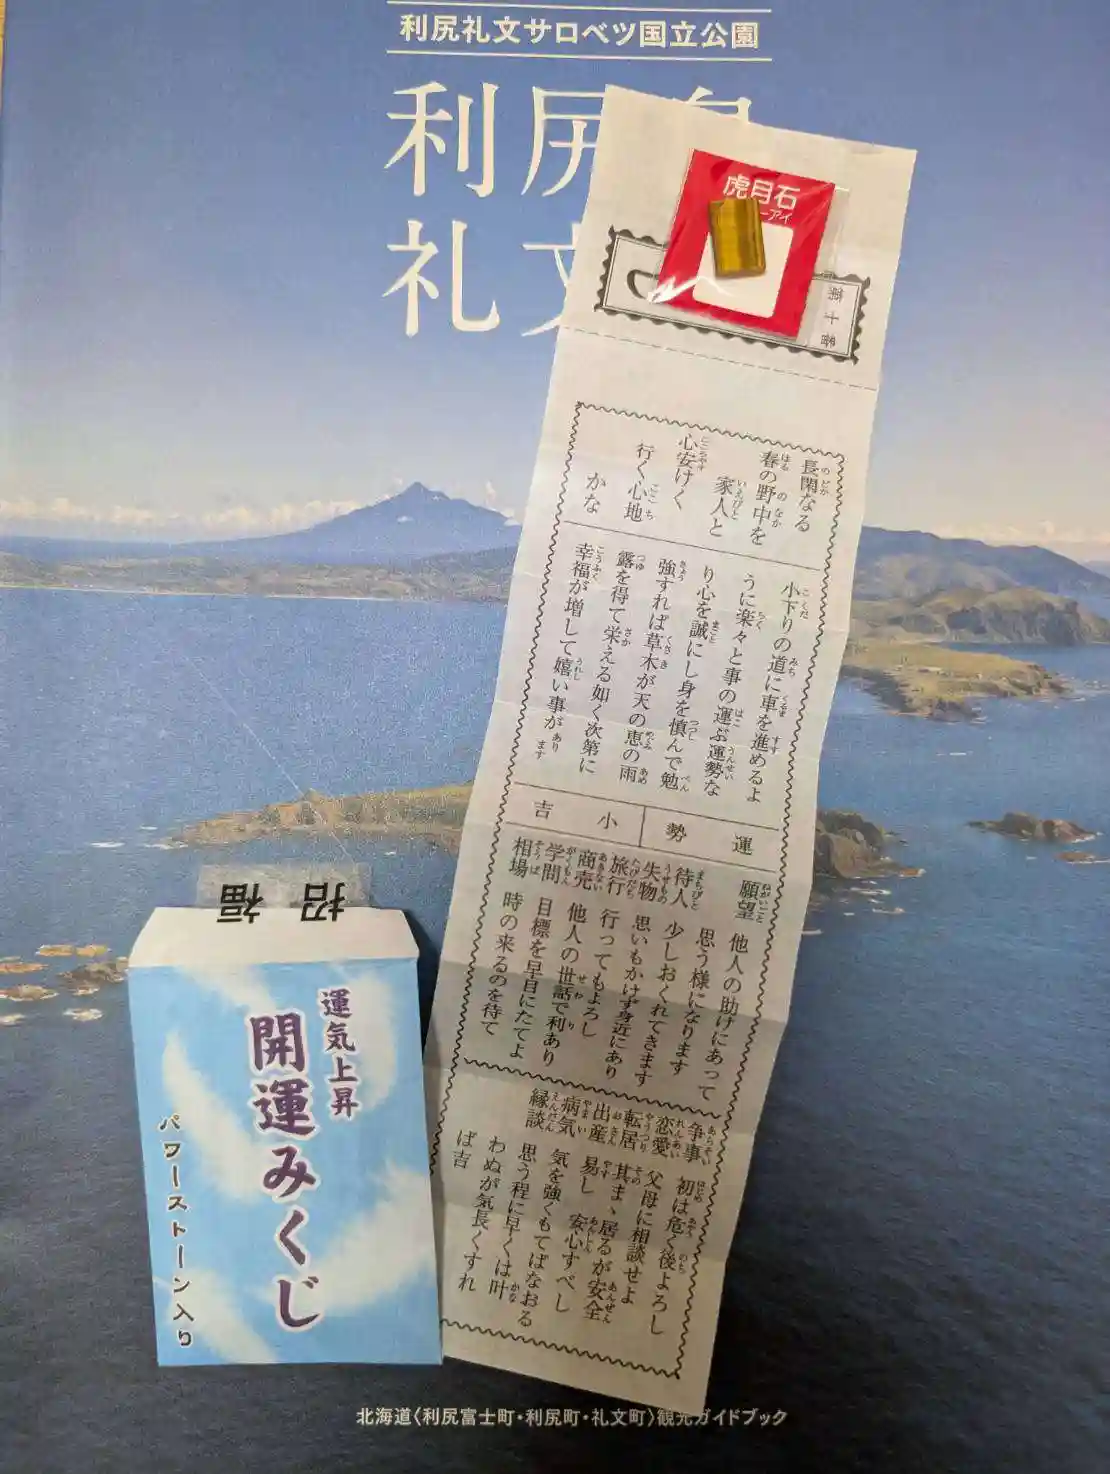 利尻礼文サロベツ国立公園
利尻島
礼文
虎目石
ーアイ
第十番
長閑なる
春の野中を
家人と
心安けく
行く心地
かな
小下りの道に車を進めるよ
うに楽々と事の運ぶ運勢な
り心を誠にし身を慎んで勉
強すれば草木が天の恵の雨
露を得て栄える如く次第に
幸福が増して嬉い事があります
運勢
小吉
願望 他人の助けにあって
思う様になります
待人 少しおくれてきます
失物 思いもかけず身近にあり
旅行 行ってもよろし
商売 他人の世話で利あり
学問 目標を早目にたてよ
相場 時の来るのを待て
争事 初は危く後よろし
恋愛 父母に相談せよ
転居 其まゝ居るが安全
出産 易し 安心すべし
病気 気を強くもてばなおる
縁談 思う程に早くは叶
わぬが気長くすれ
ば吉
招福
運気上昇
開運みくじ
パワーストーン入り
北海道〈利尻富士町・利尻町・礼文町〉観光ガイドブック